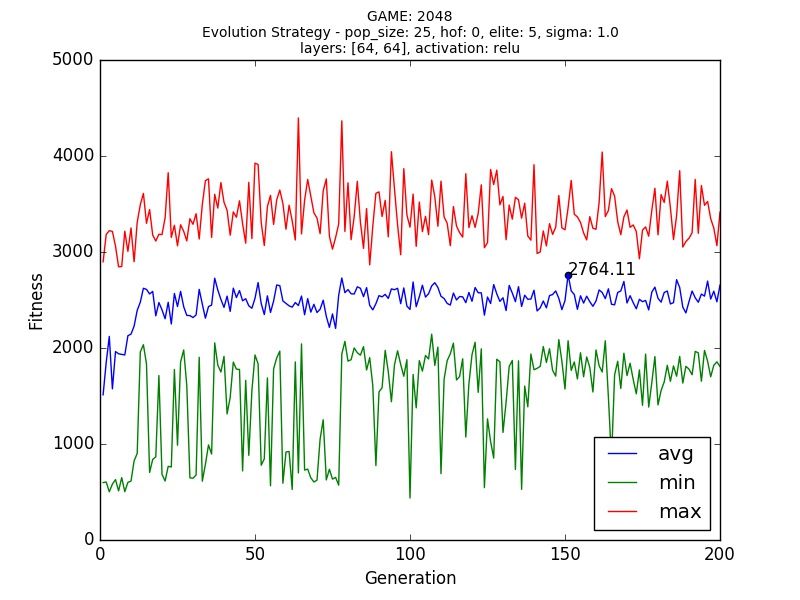 GAME: 2048
Evolution Strategy - pop_size: 25, hof: 0, elite: 5, sigma: 1.0
layers: [64, 64], activation: relu
5000
4000
3000
2000
1000
0
Fitness
2764.11
avg
min
max
0 50 100 150 200
Generation